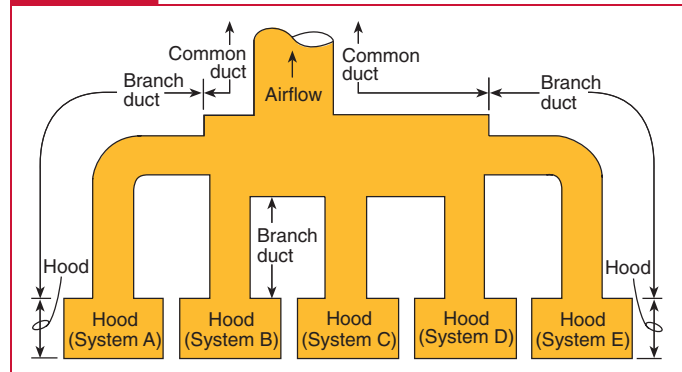 Common
duct
Common
duct
Branch
duct
Airflow
Branch
duct
Branch
duct
Hood
Hood
Hood
(System A)
Hood
(System B)
Hood
(System C)
Hood
(System D)
Hood
(System E)